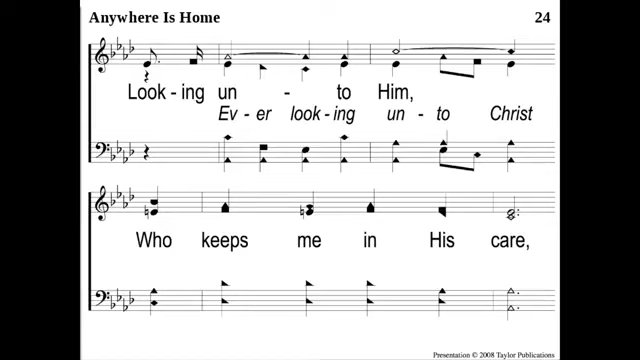 Anywhere Is Home 24
Look - ing un - to Him,
Ev - er look - ing un - to Christ
Who keeps me in His care,
Presentation © 2008 Taylor Publications